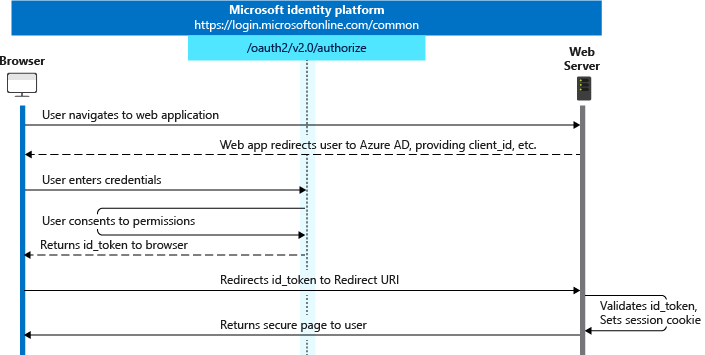 Microsoft identity platform
https://login.microsoftonline.com/common
/oauth2/v2.0/authorize
Browser
Web
Server
User navigates to web application
Web app redirects user to Azure AD, providing client_id, etc.
User enters credentials
User consents to permissions
Returns id_token to browser
Redirects id_token to Redirect URI
Validates id_token,
Sets session cookie
Returns secure page to user